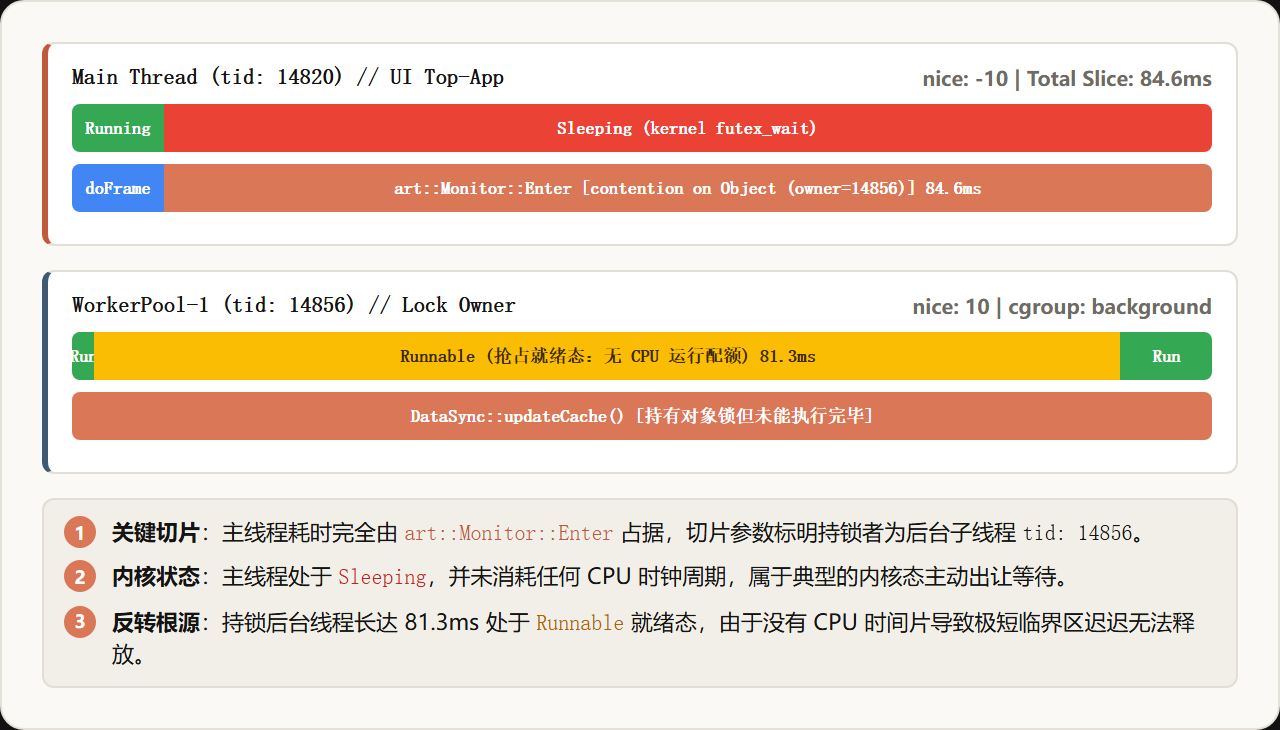 Main Thread (tid: 14820) // UI Top-App
nice: -10 | Total Slice: 84.6ms
Running
Sleeping (kernel futex_wait)
doFrame
art::Monitor::Enter [contention on Object (owner=14856)] 84.6ms
WorkerPool-1 (tid: 14856) // Lock Owner
nice: 10 | cgroup: background
Run
Runnable (抢占就绪态: 无 CPU 运行配额) 81.3ms
Run
DataSync::updateCache() [持有对象锁但未能执行完毕]
1 关键切片：主线程耗时完全由 art::Monitor::Enter 占据，切片参数标明持锁者为后台子线程 tid: 14856。
2 内核状态：主线程处于 Sleeping，并未消耗任何 CPU 时钟周期，属于典型的内核态主动出让等待。
3 反转根源：持锁后台线程长达 81.3ms 处于 Runnable 就绪态，由于没有 CPU 时间片导致极短临界区迟迟无法释
放。